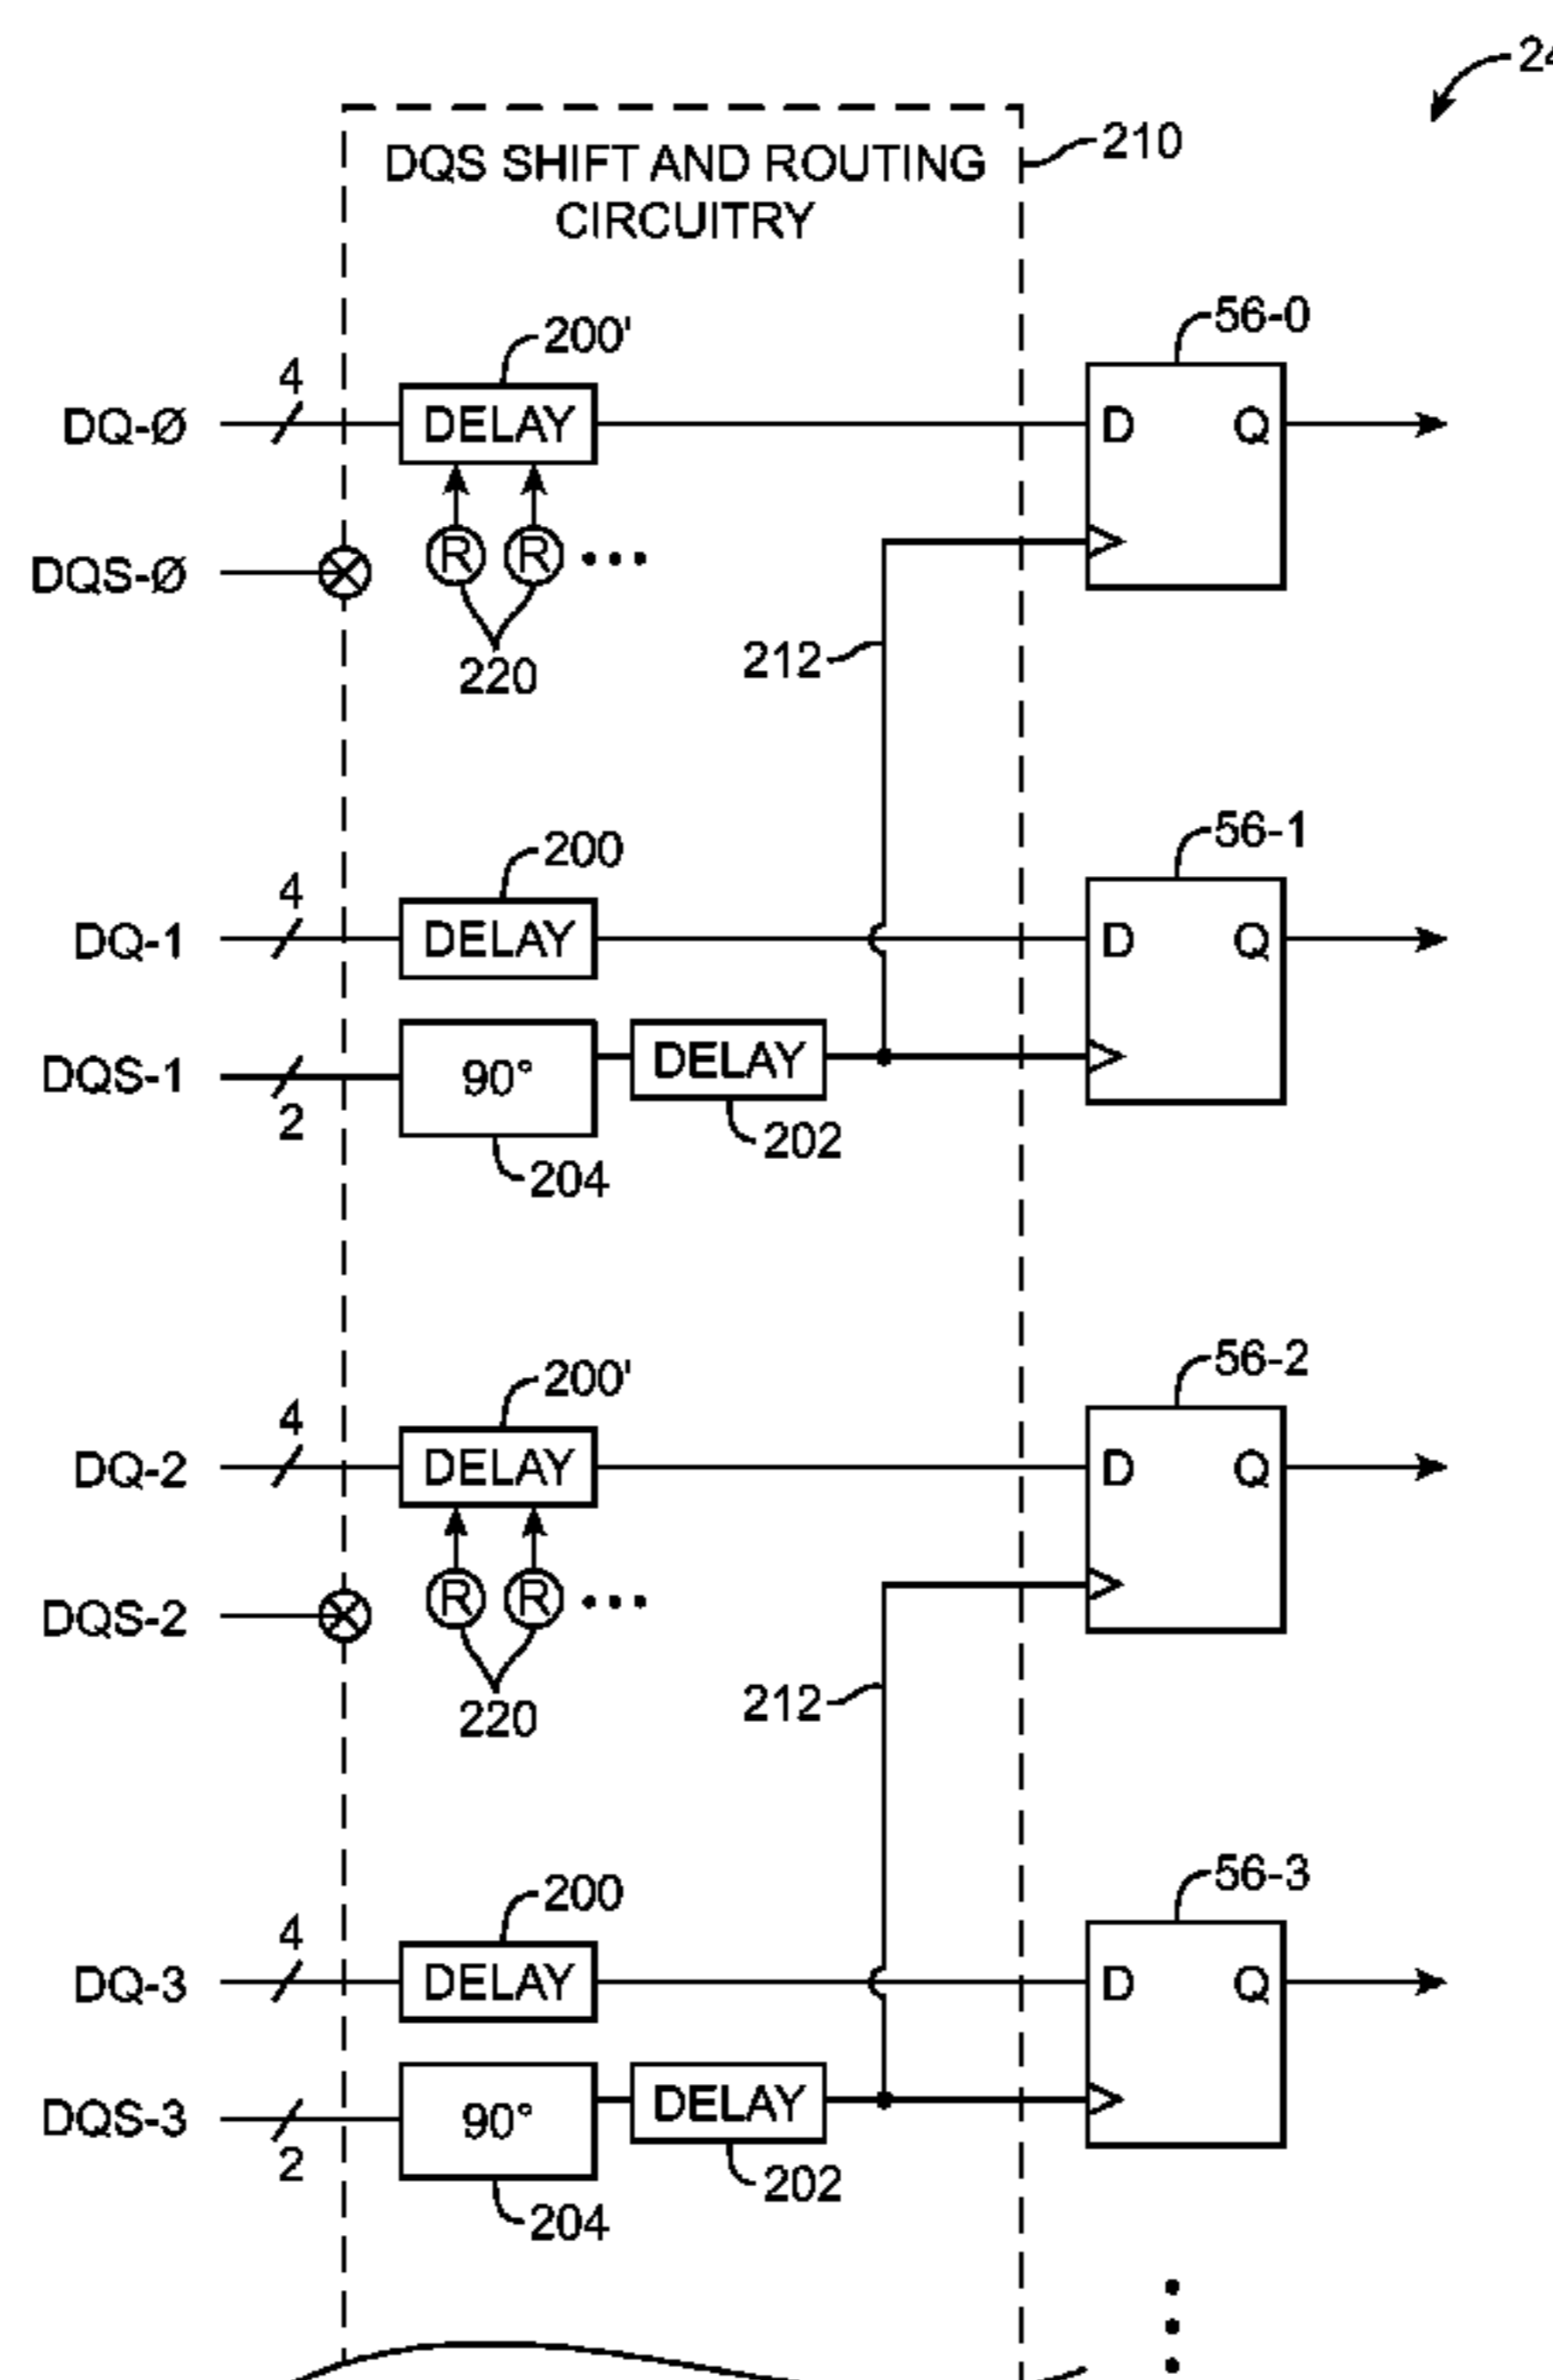 DQS SHIFT AND ROUTING
CIRCUITRY
210
200'
56-0
4
DQ-Ø
DELAY
D Q
DQS-Ø
R R
220
212
200
56-1
4
DQ-1
DELAY
D Q
DQS-1
90°
DELAY
2
202
204
200'
56-2
4
DQ-2
DELAY
D Q
DQS-2
R R
220
212
200
56-3
4
DQ-3
DELAY
D Q
DQS-3
90°
DELAY
2
202
204